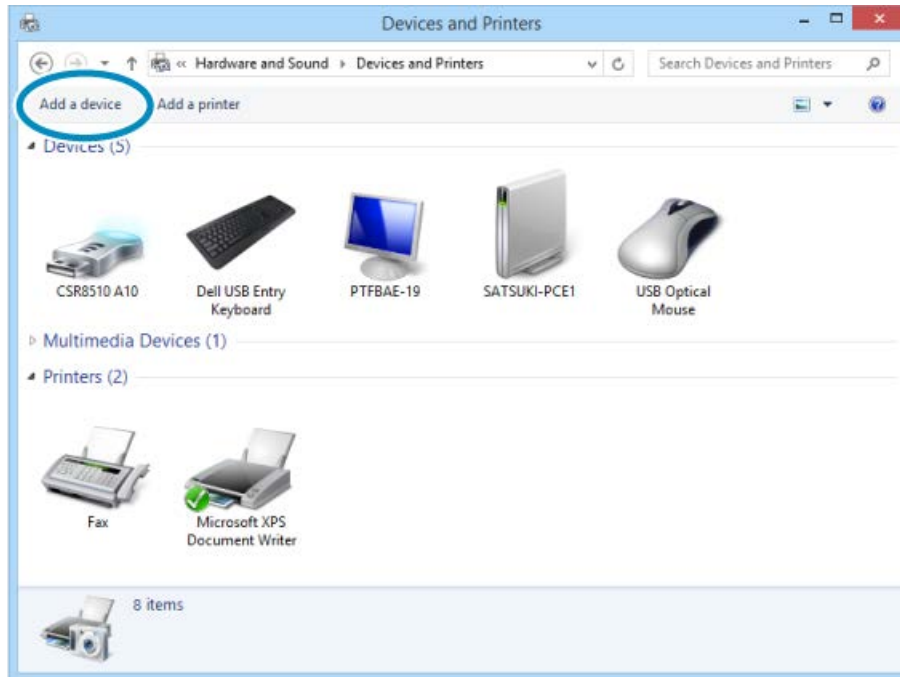 Devices and Printers
« Hardware and Sound Devices and Printers Search Devices and Printers
Add a device Add a printer
Devices (5)
CSR8510 A10
Dell USB Entry
Keyboard
PTFBAE-19
SATSUKI-PCE1
USB Optical
Mouse
Multimedia Devices (1)
Printers (2)
Fax
Microsoft XPS
Document Writer
8 items